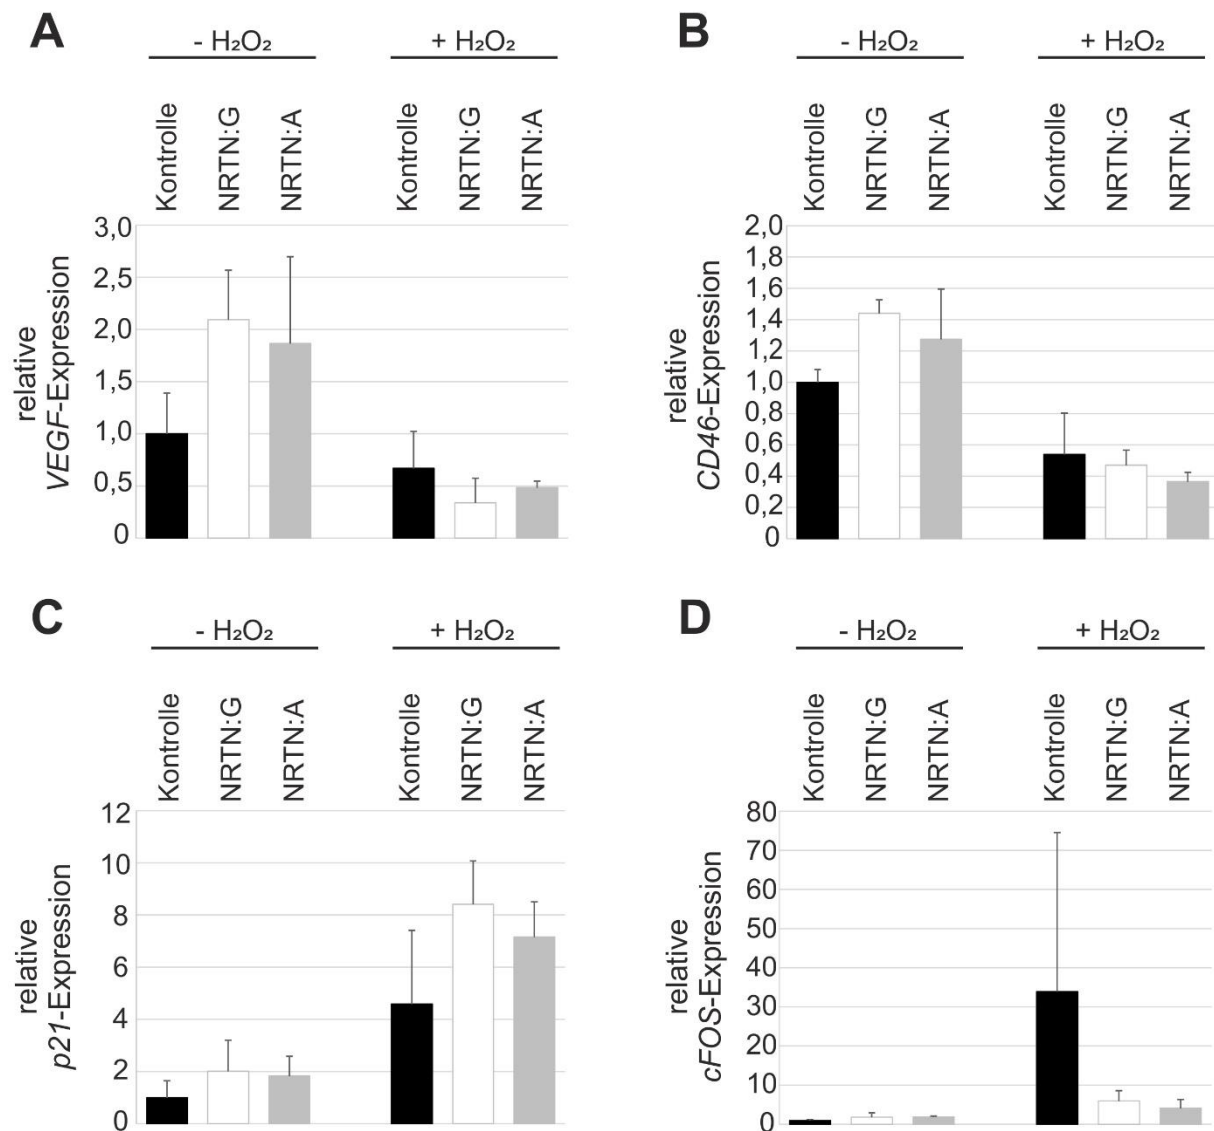 A
- H₂O₂
+ H₂O₂
Kontrolle
NRTN:G
NRTN:A
Kontrolle
NRTN:G
NRTN:A
relative
VEGF-Expression
3,0
2,5
2,0
1,5
1,0
0,5
0
B
- H₂O₂
+ H₂O₂
Kontrolle
NRTN:G
NRTN:A
Kontrolle
NRTN:G
NRTN:A
relative
CD46-Expression
2,0
1,8
1,6
1,4
1,2
1,0
0,8
0,6
0,4
0,2
0
C
- H₂O₂
+ H₂O₂
Kontrolle
NRTN:G
NRTN:A
Kontrolle
NRTN:G
NRTN:A
relative
p21-Expression
12
10
8
6
4
2
0
D
- H₂O₂
+ H₂O₂
Kontrolle
NRTN:G
NRTN:A
Kontrolle
NRTN:G
NRTN:A
relative
cFOS-Expression
80
70
60
50
40
30
20
10
0